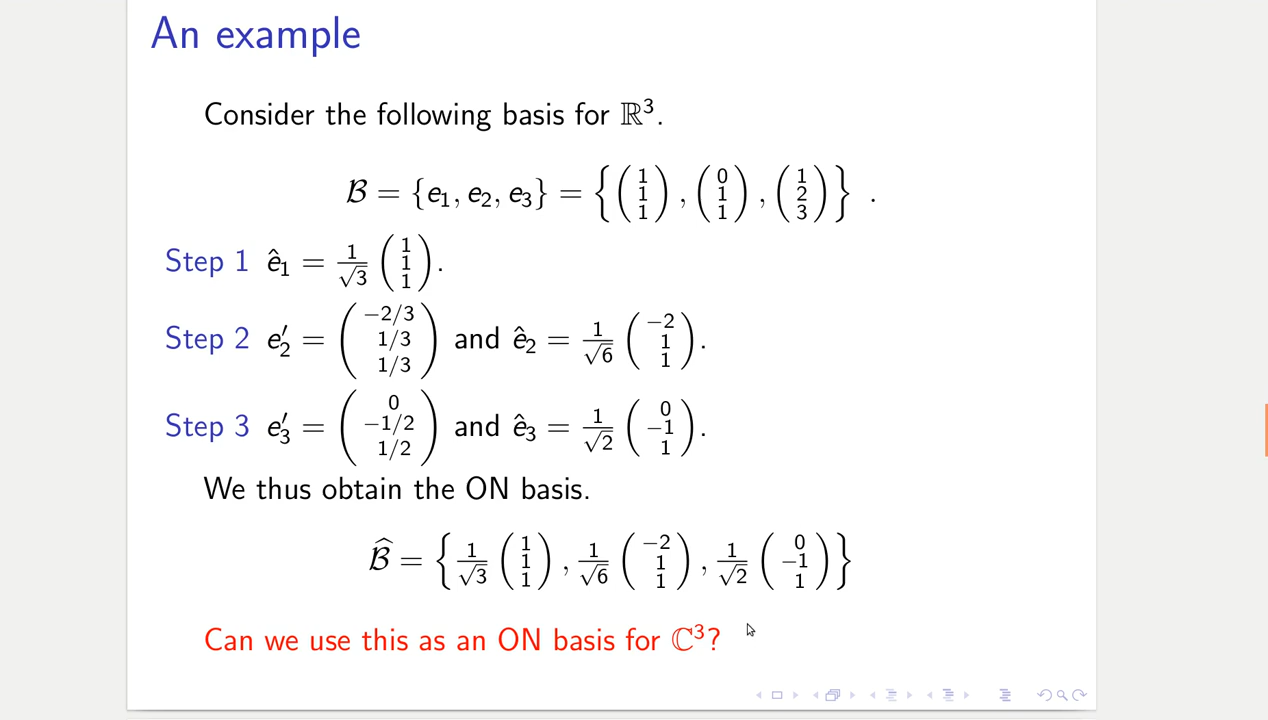 An example
Consider the following basis for ℝ³.
ℬ = {e₁, e₂, e₃} = { (1 1 1), (0 1 1), (1 2 3) } .
Step 1 ê₁ = 1/√3 (1 1 1).
Step 2 e′₂ = (−2/3 1/3 1/3) and ê₂ = 1/√6 (−2 1 1).
Step 3 e′₃ = (0 −1/2 1/2) and ê₃ = 1/√2 (0 −1 1).
We thus obtain the ON basis.
ℬ̂ = { 1/√3 (1 1 1), 1/√6 (−2 1 1), 1/√2 (0 −1 1) }
Can we use this as an ON basis for ℂ³?